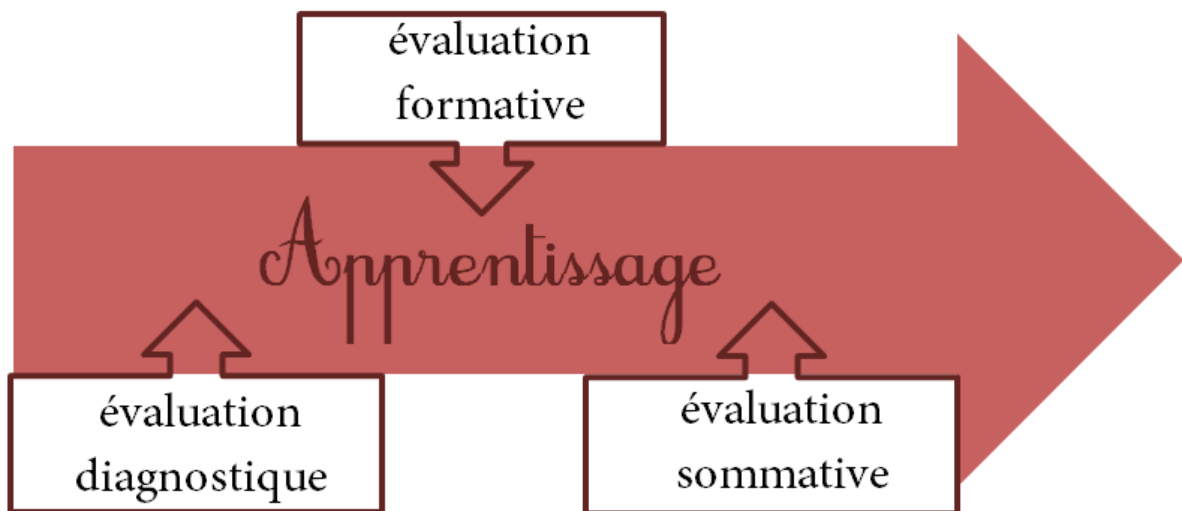 évaluation
formative
Apprentissage
évaluation
diagnostique
évaluation
sommative